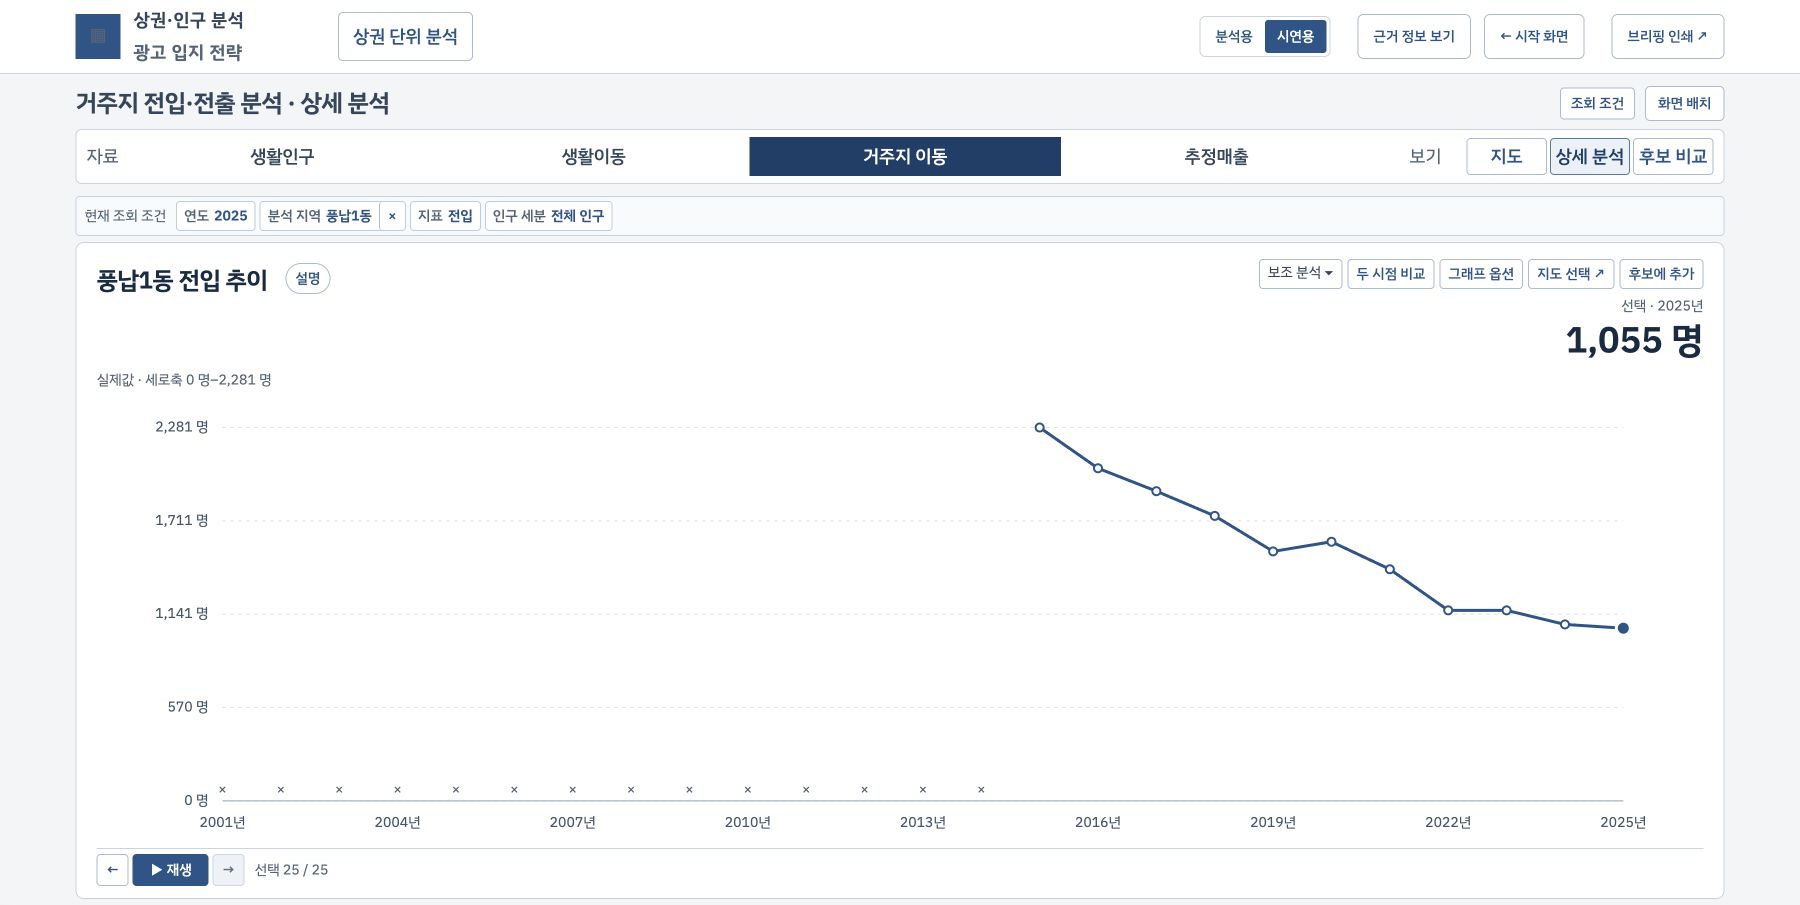 상권·인구 분석
광고 입지 전략
상권 단위 분석
분석용 시연용
근거 정보 보기
← 시작 화면
브리핑 인쇄 ↗
거주지 전입·전출 분석 · 상세 분석
조회 조건
화면 배치
자료 생활인구 생활이동 거주지 이동 추정매출 보기 지도 상세 분석 후보 비교
현재 조회 조건 연도 2025 분석 지역 풍납1동 × 지표 전입 인구 세분 전체 인구
풍납1동 전입 추이 설명
보조 분석 ▾ 두 시점 비교 그래프 옵션 지도 선택 ↗ 후보에 추가
선택 · 2025년
1,055 명
실제값 · 세로축 0 명–2,281 명
2,281 명
1,711 명
1,141 명
570 명
0 명
× × × × × × × × × × × × × ×
2001년 2004년 2007년 2010년 2013년 2016년 2019년 2022년 2025년
← ▶ 재생 → 선택 25 / 25